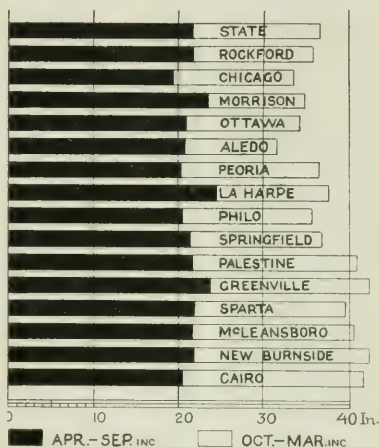 STATE
ROCKFORD
CHICAGO
MORRISON
OTTAWA
ALEDO
PEORIA
LA HARPE
PHILO
SPRINGFIELD
PALESTINE
GREENVILLE
SPARTA
McLEANSBORO
NEW BURNSIDE
CAIRO
0 10 20 30 40 In.
APR.-SEP. INC OCT.-MAR. INC